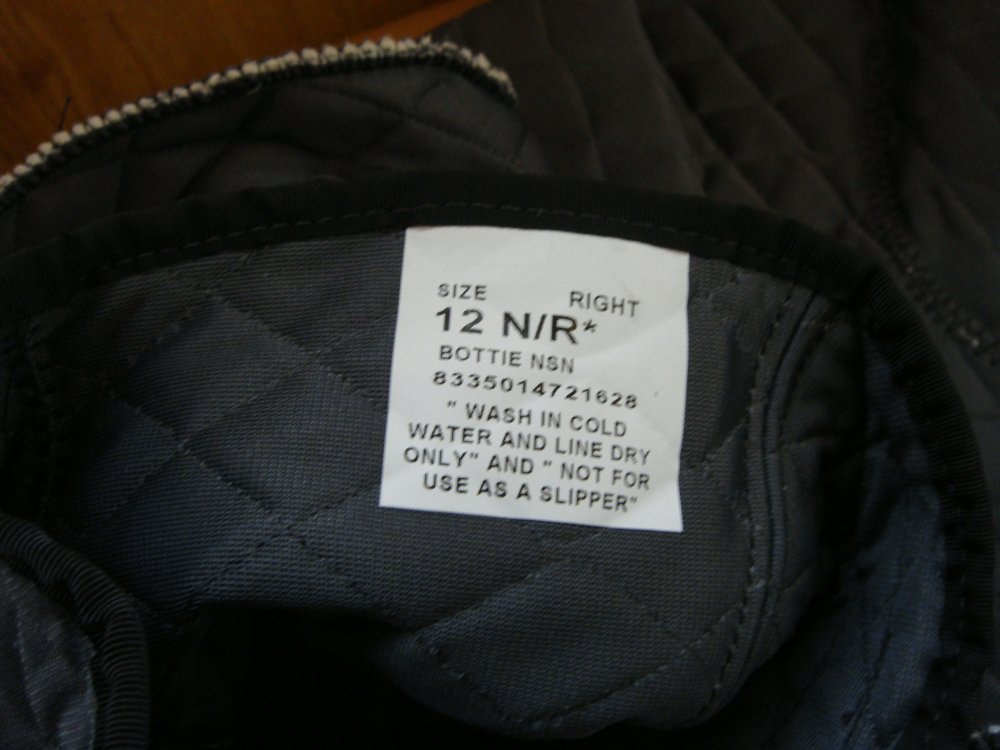 SIZE RIGHT
12 N/R*
BOTTIE NSN
8335014721628
" WASH IN COLD
WATER AND LINE DRY
ONLY" AND " NOT FOR
USE AS A SLIPPER"